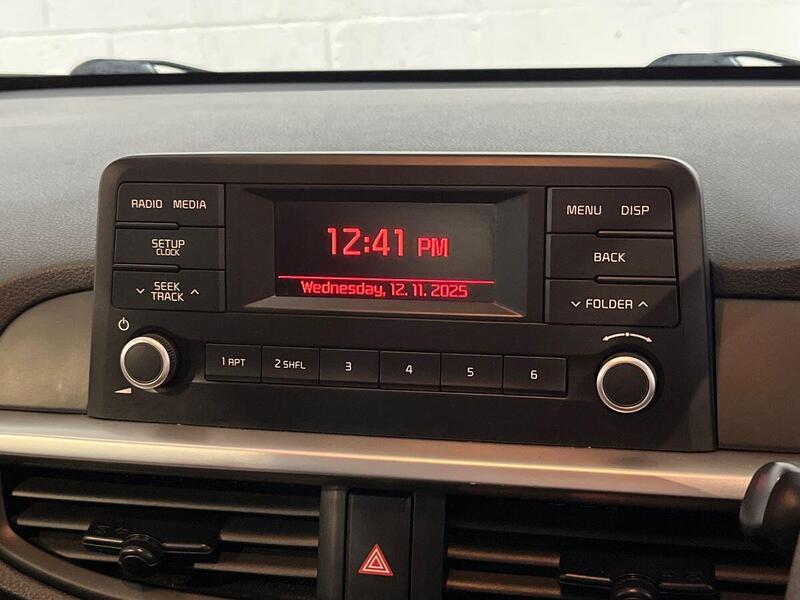 RADIO MEDIA
SETUP
CLOCK
SEEK
TRACK
12:41 PM
Wednesday, 12. 11. 2025
MENU DISP
BACK
FOLDER
1 RPT
2 SHFL
3
4
5
6